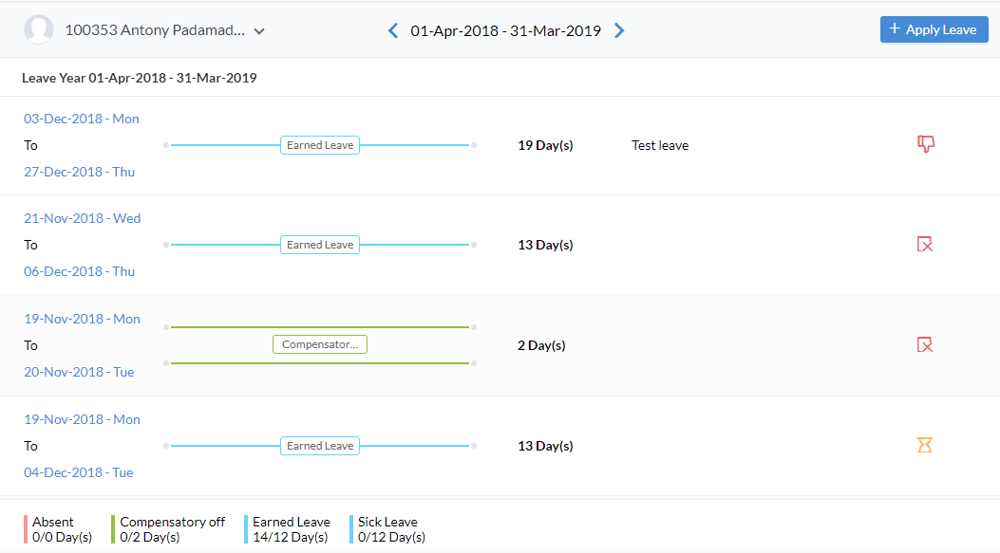 100353 Antony Padamad...
01-Apr-2018 - 31-Mar-2019
+ Apply Leave
Leave Year 01-Apr-2018 - 31-Mar-2019
03-Dec-2018 - Mon
To
27-Dec-2018 - Thu
Earned Leave
19 Day(s)
Test leave
21-Nov-2018 - Wed
To
06-Dec-2018 - Thu
Earned Leave
13 Day(s)
19-Nov-2018 - Mon
To
20-Nov-2018 - Tue
Compensator...
2 Day(s)
19-Nov-2018 - Mon
To
04-Dec-2018 - Tue
Earned Leave
13 Day(s)
Absent
0/0 Day(s)
Compensatory off
0/2 Day(s)
Earned Leave
14/12 Day(s)
Sick Leave
0/12 Day(s)